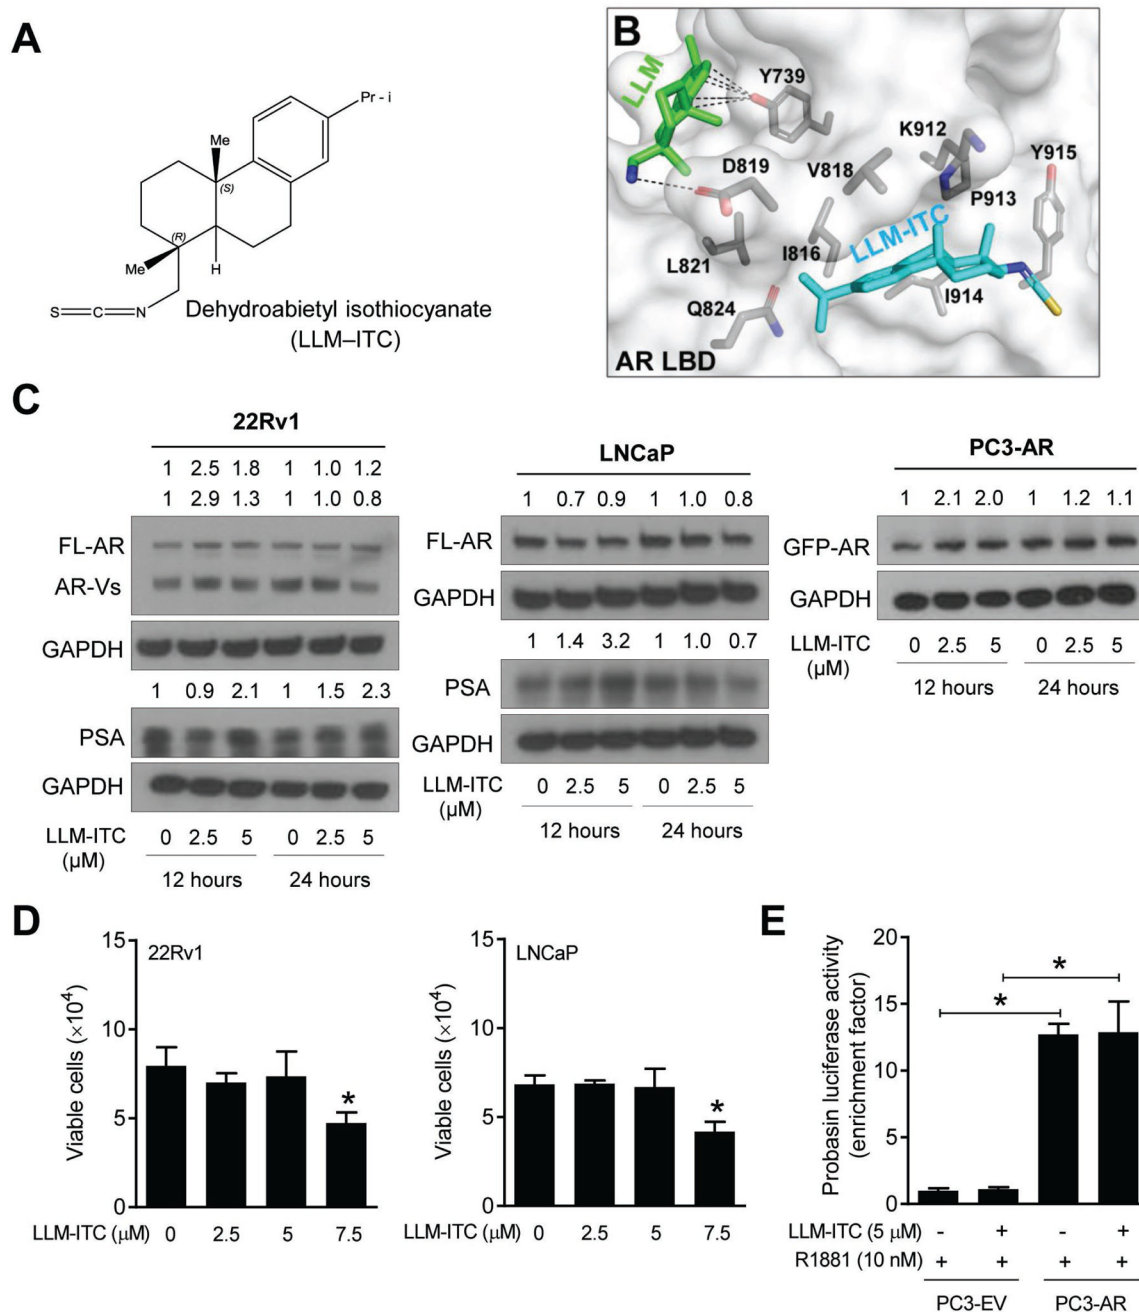 A
Pr-i
Me
(S)
(R)
Me
H
S=C=N
Dehydroabietyl isothiocyanate
(LLM–ITC)
B
LLM
Y739
K912
Y915
D819
V818
P913
LLM-ITC
L821
I816
I914
Q824
AR LBD
C
22Rv1
1 2.5 1.8 1 1.0 1.2
1 2.9 1.3 1 1.0 0.8
FL-AR
AR-Vs
GAPDH
1 0.9 2.1 1 1.5 2.3
PSA
GAPDH
LLM-ITC 0 2.5 5 0 2.5 5
(μM)
12 hours 24 hours
LNCaP
1 0.7 0.9 1 1.0 0.8
FL-AR
GAPDH
1 1.4 3.2 1 1.0 0.7
PSA
GAPDH
LLM-ITC 0 2.5 5 0 2.5 5
(μM)
12 hours 24 hours
PC3-AR
1 2.1 2.0 1 1.2 1.1
GFP-AR
GAPDH
LLM-ITC 0 2.5 5 0 2.5 5
(μM)
12 hours 24 hours
D
22Rv1
Viable cells (×10⁴)
15
10
5
0
*
LLM-ITC (μM) 0 2.5 5 7.5
LNCaP
Viable cells (×10⁴)
15
10
5
0
*
LLM-ITC (μM) 0 2.5 5 7.5
E
Probasin luciferase activity
(enrichment factor)
20
15
10
5
0
*
*
LLM-ITC (5 μM) - + - +
R1881 (10 nM) + + + +
PC3-EV PC3-AR